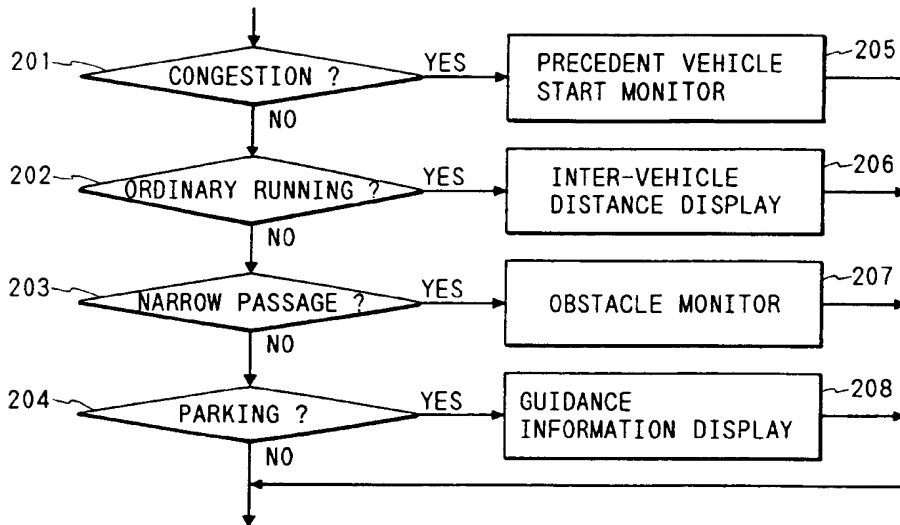 201
CONGESTION ?
YES
PRECEDENT VEHICLE
START MONITOR
205
NO
202
ORDINARY RUNNING ?
YES
INTER-VEHICLE
DISTANCE DISPLAY
206
NO
203
NARROW PASSAGE ?
YES
OBSTACLE MONITOR
207
NO
204
PARKING ?
YES
GUIDANCE
INFORMATION DISPLAY
208
NO